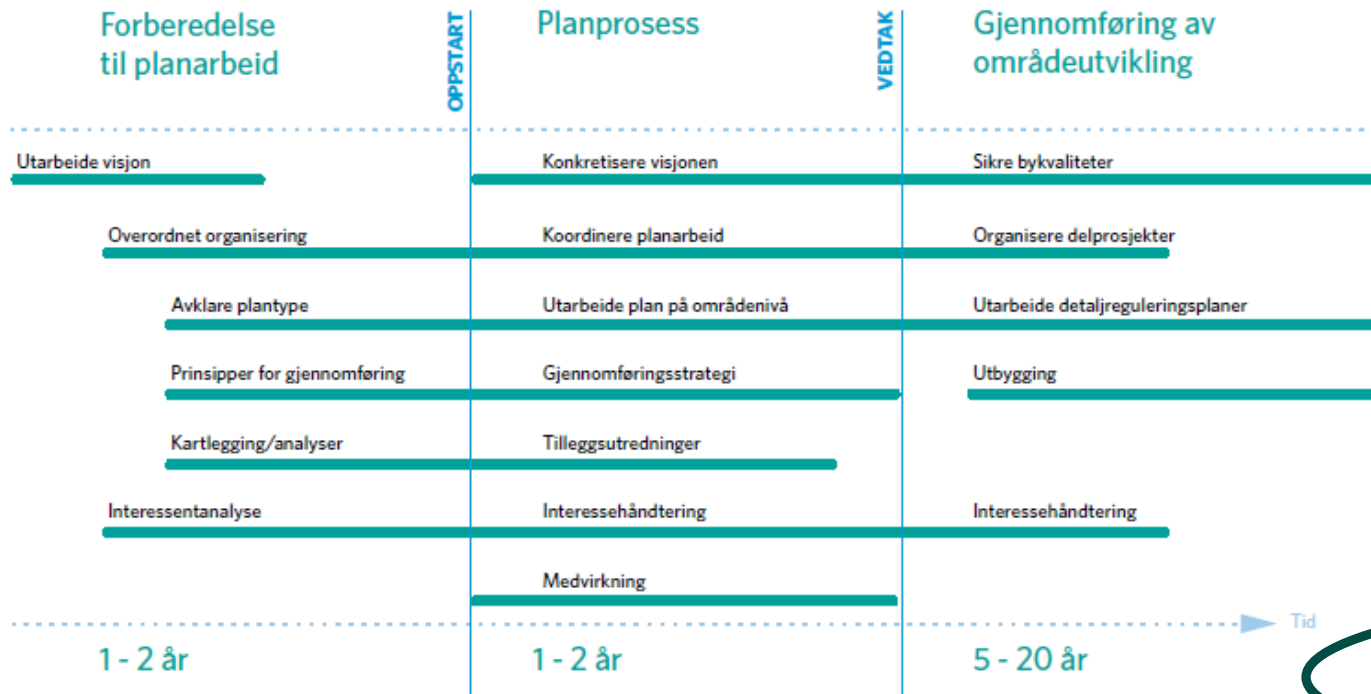 Forberedelse
til planarbeid
OPPSTART
Planprosess
VEDTAK
Gjennomføring av
områdeutvikling
Utarbeide visjon
Konkretisere visjonen
Sikre bykvaliteter
Overordnet organisering
Koordinere planarbeid
Organisere delprosjekter
Avklare plantype
Utarbeide plan på områdenivå
Utarbeide detaljreguleringsplaner
Prinsipper for gjennomføring
Gjennomføringsstrategi
Utbygging
Kartlegging/analyser
Tilleggsutredninger
Interessentanalyse
Interessehåndtering
Interessehåndtering
Medvirkning
Tid
1 - 2 år
1 - 2 år
5 - 20 år